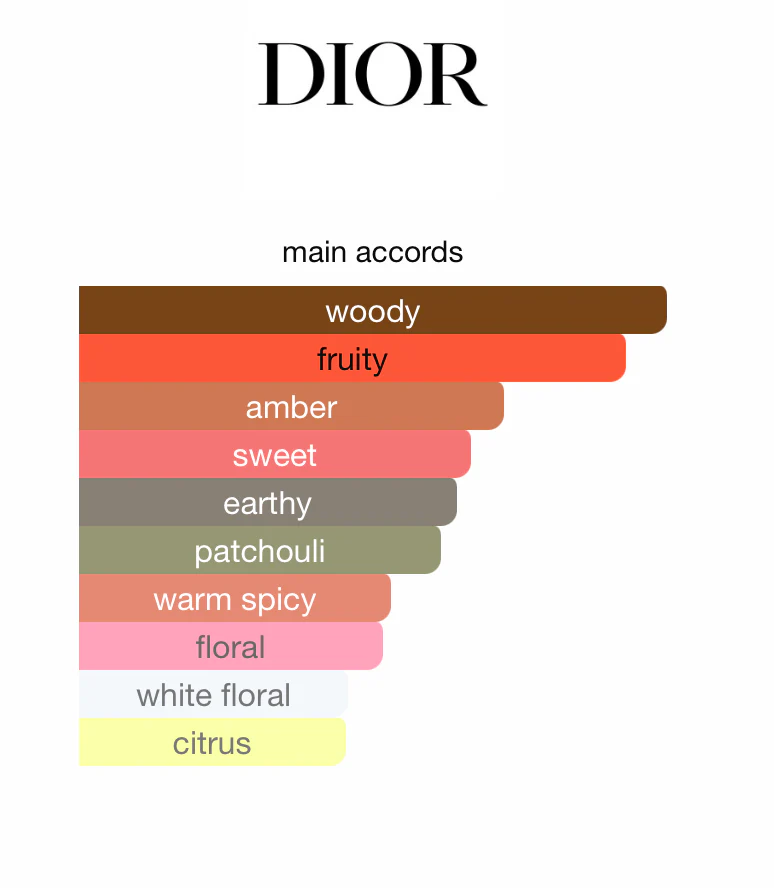 DIOR
main accords
woody
fruity
amber
sweet
earthy
patchouli
warm spicy
floral
white floral
citrus